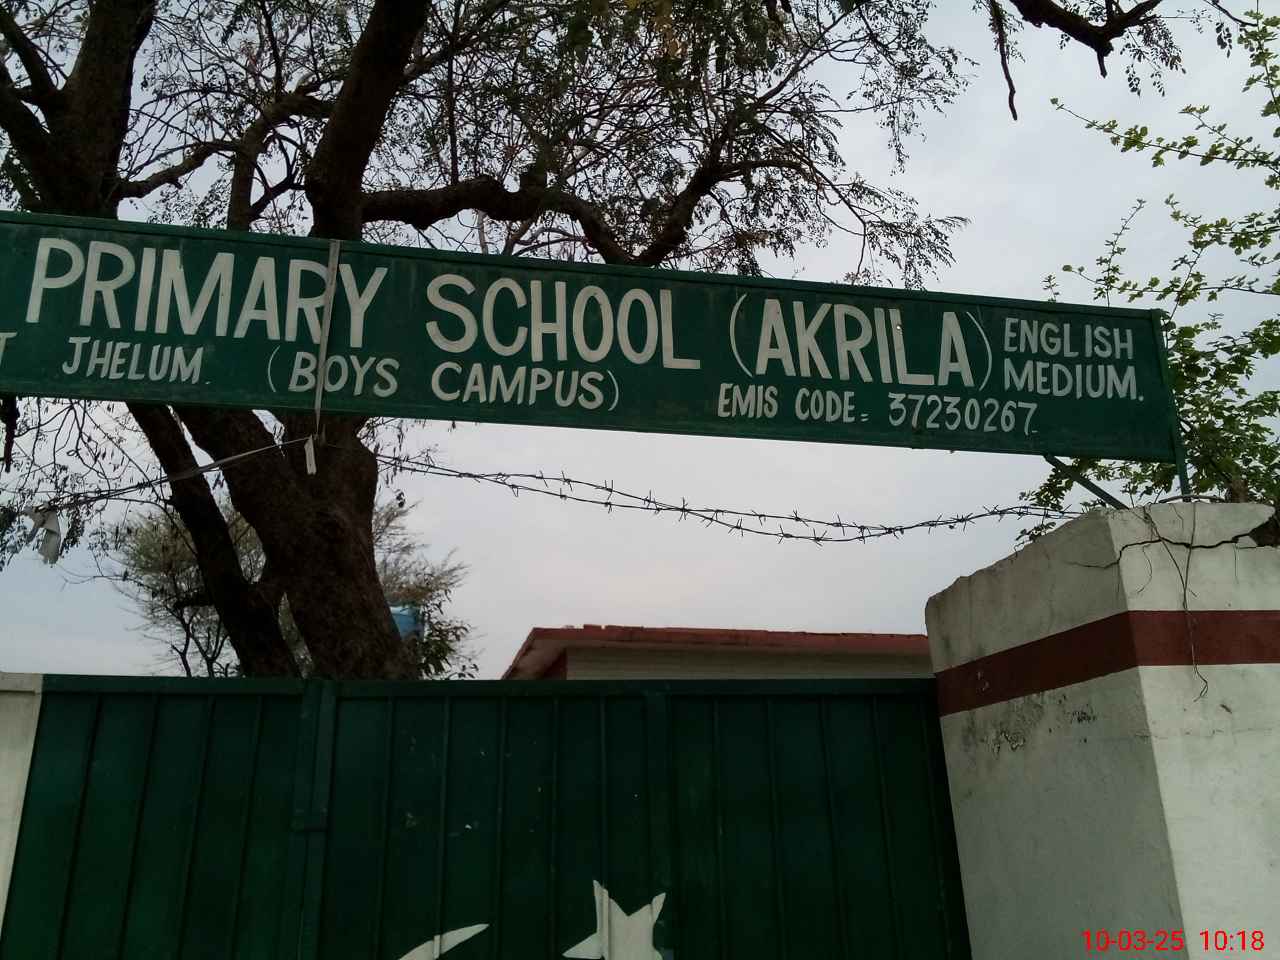 PRIMARY SCHOOL (AKRILA) ENGLISH MEDIUM.
JHELUM. (BOYS CAMPUS) EMIS CODE = 37230267.
10-03-25 10:18